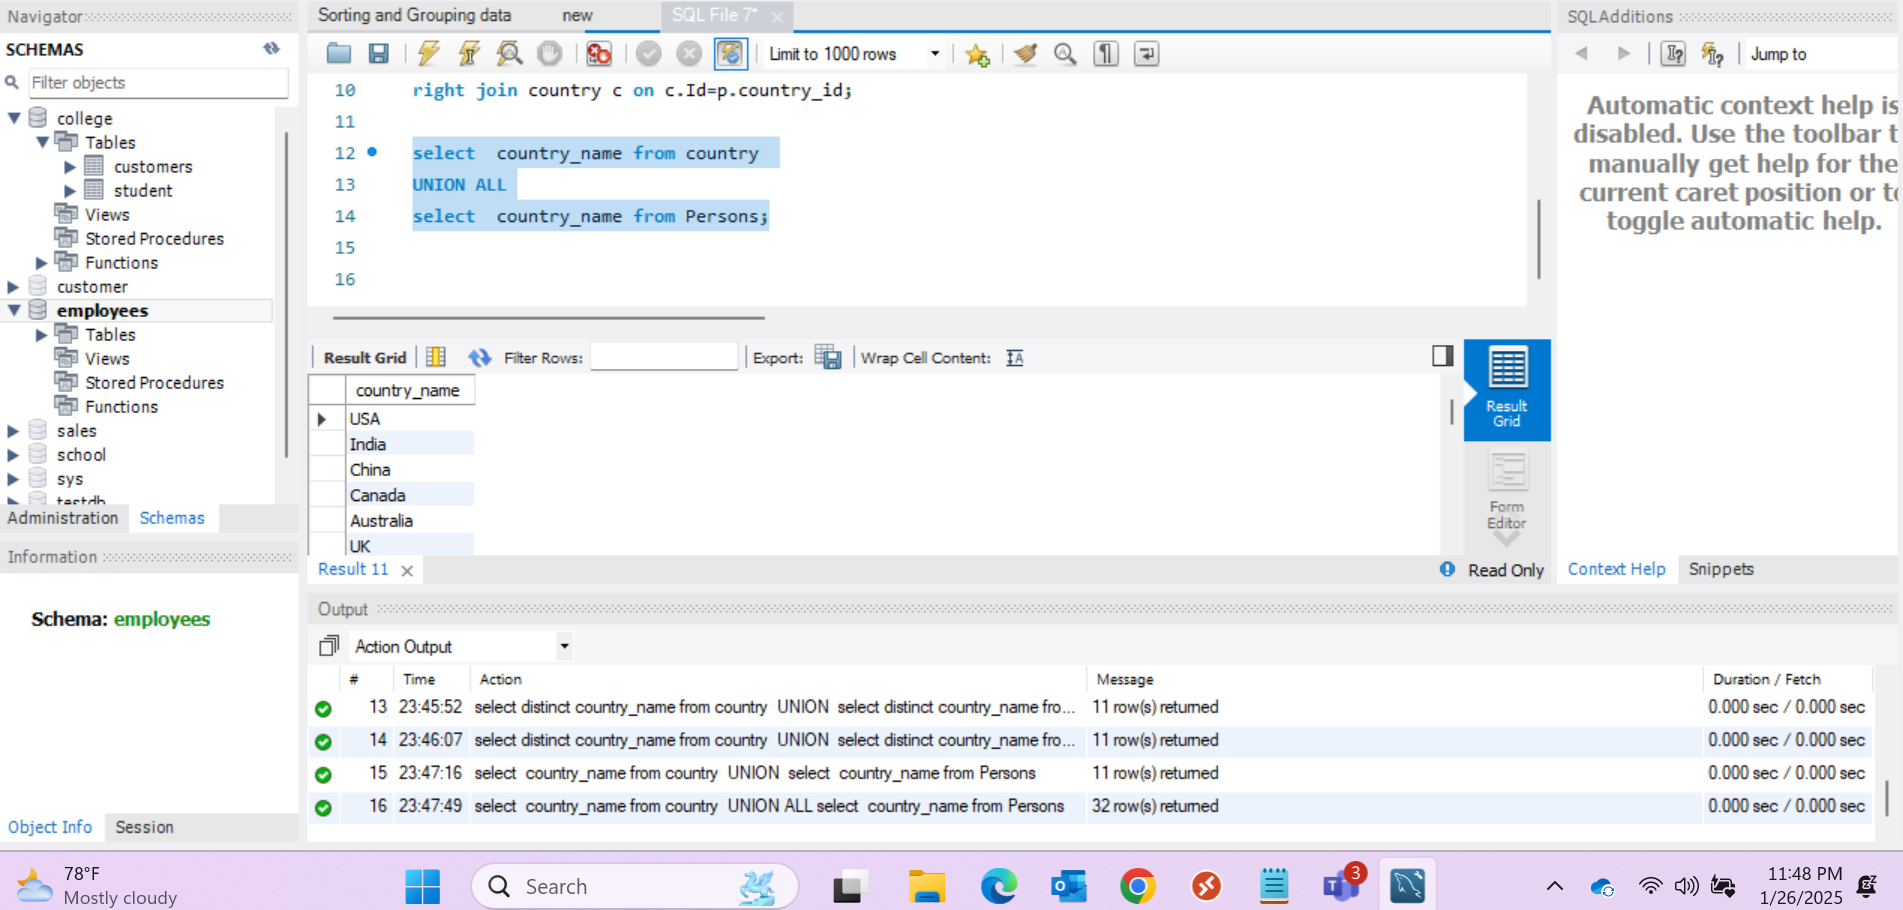 Navigator
SCHEMAS
Filter objects
college
Tables
customers
student
Views
Stored Procedures
Functions
customer
employees
Tables
Views
Stored Procedures
Functions
sales
school
sys
testdb
Administration
Schemas
Information
Schema: employees
Object Info
Session
Sorting and Grouping data
new
SQL File 7*
Limit to 1000 rows
10 right join country c on c.Id=p.country_id;
11
12 select  country_name from country
13 UNION ALL
14 select  country_name from Persons;
15
16
Result Grid
Filter Rows:
Export:
Wrap Cell Content:
country_name
USA
India
China
Canada
Australia
UK
Result Grid
Form Editor
Result 11
Read Only
SQLAdditions
Jump to
Automatic context help is
disabled. Use the toolbar t
manually get help for the
current caret position or to
toggle automatic help.
Context Help
Snippets
Output
Action Output
# Time Action Message Duration / Fetch
13 23:45:52 select distinct country_name from country  UNION  select distinct country_name fro... 11 row(s) returned 0.000 sec / 0.000 sec
14 23:46:07 select distinct country_name from country  UNION  select distinct country_name fro... 11 row(s) returned 0.000 sec / 0.000 sec
15 23:47:16 select  country_name from country  UNION  select  country_name from Persons 11 row(s) returned 0.000 sec / 0.000 sec
16 23:47:49 select  country_name from country  UNION ALL select  country_name from Persons 32 row(s) returned 0.000 sec / 0.000 sec
78°F
Mostly cloudy
Search
3
11:48 PM
1/26/2025